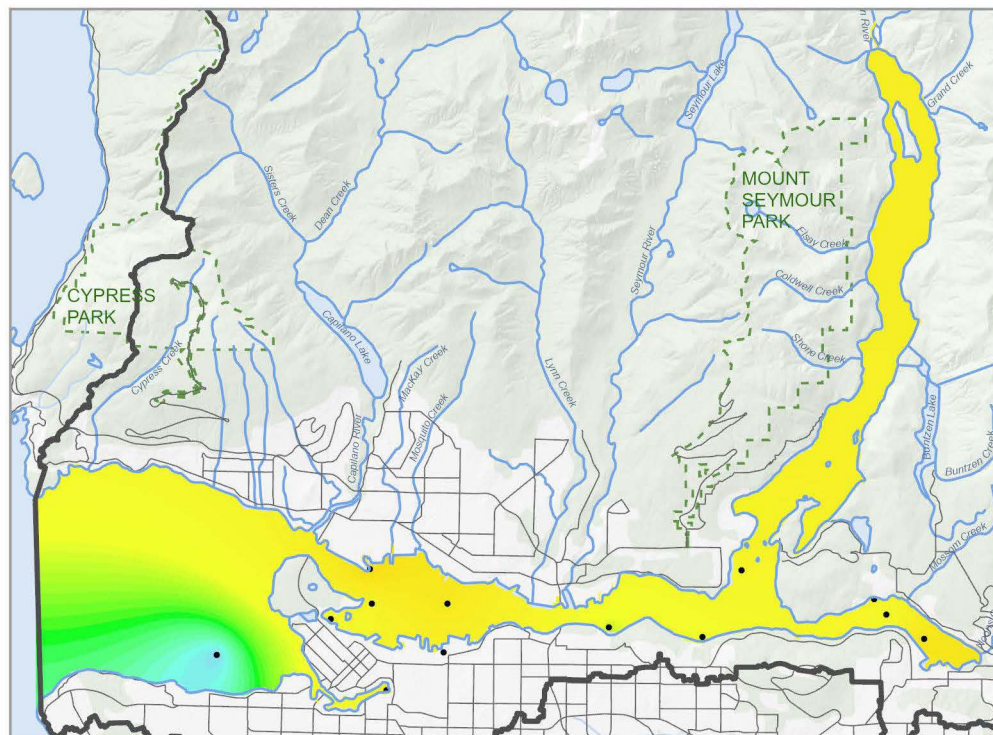 n River
Grand Creek
Seymour Lake
MOUNT
SEYMOUR
PARK
Sisters Creek
Dean Creek
Elsay Creek
Seymour River
Coldwell Creek
CYPRESS
PARK
Capilano Lake
Cypress Creek
MacKay Creek
Lynn Creek
Shone Creek
Mosquito Creek
Buntzen Lake
Capilano River
Buntzen Creek
Mossom Creek